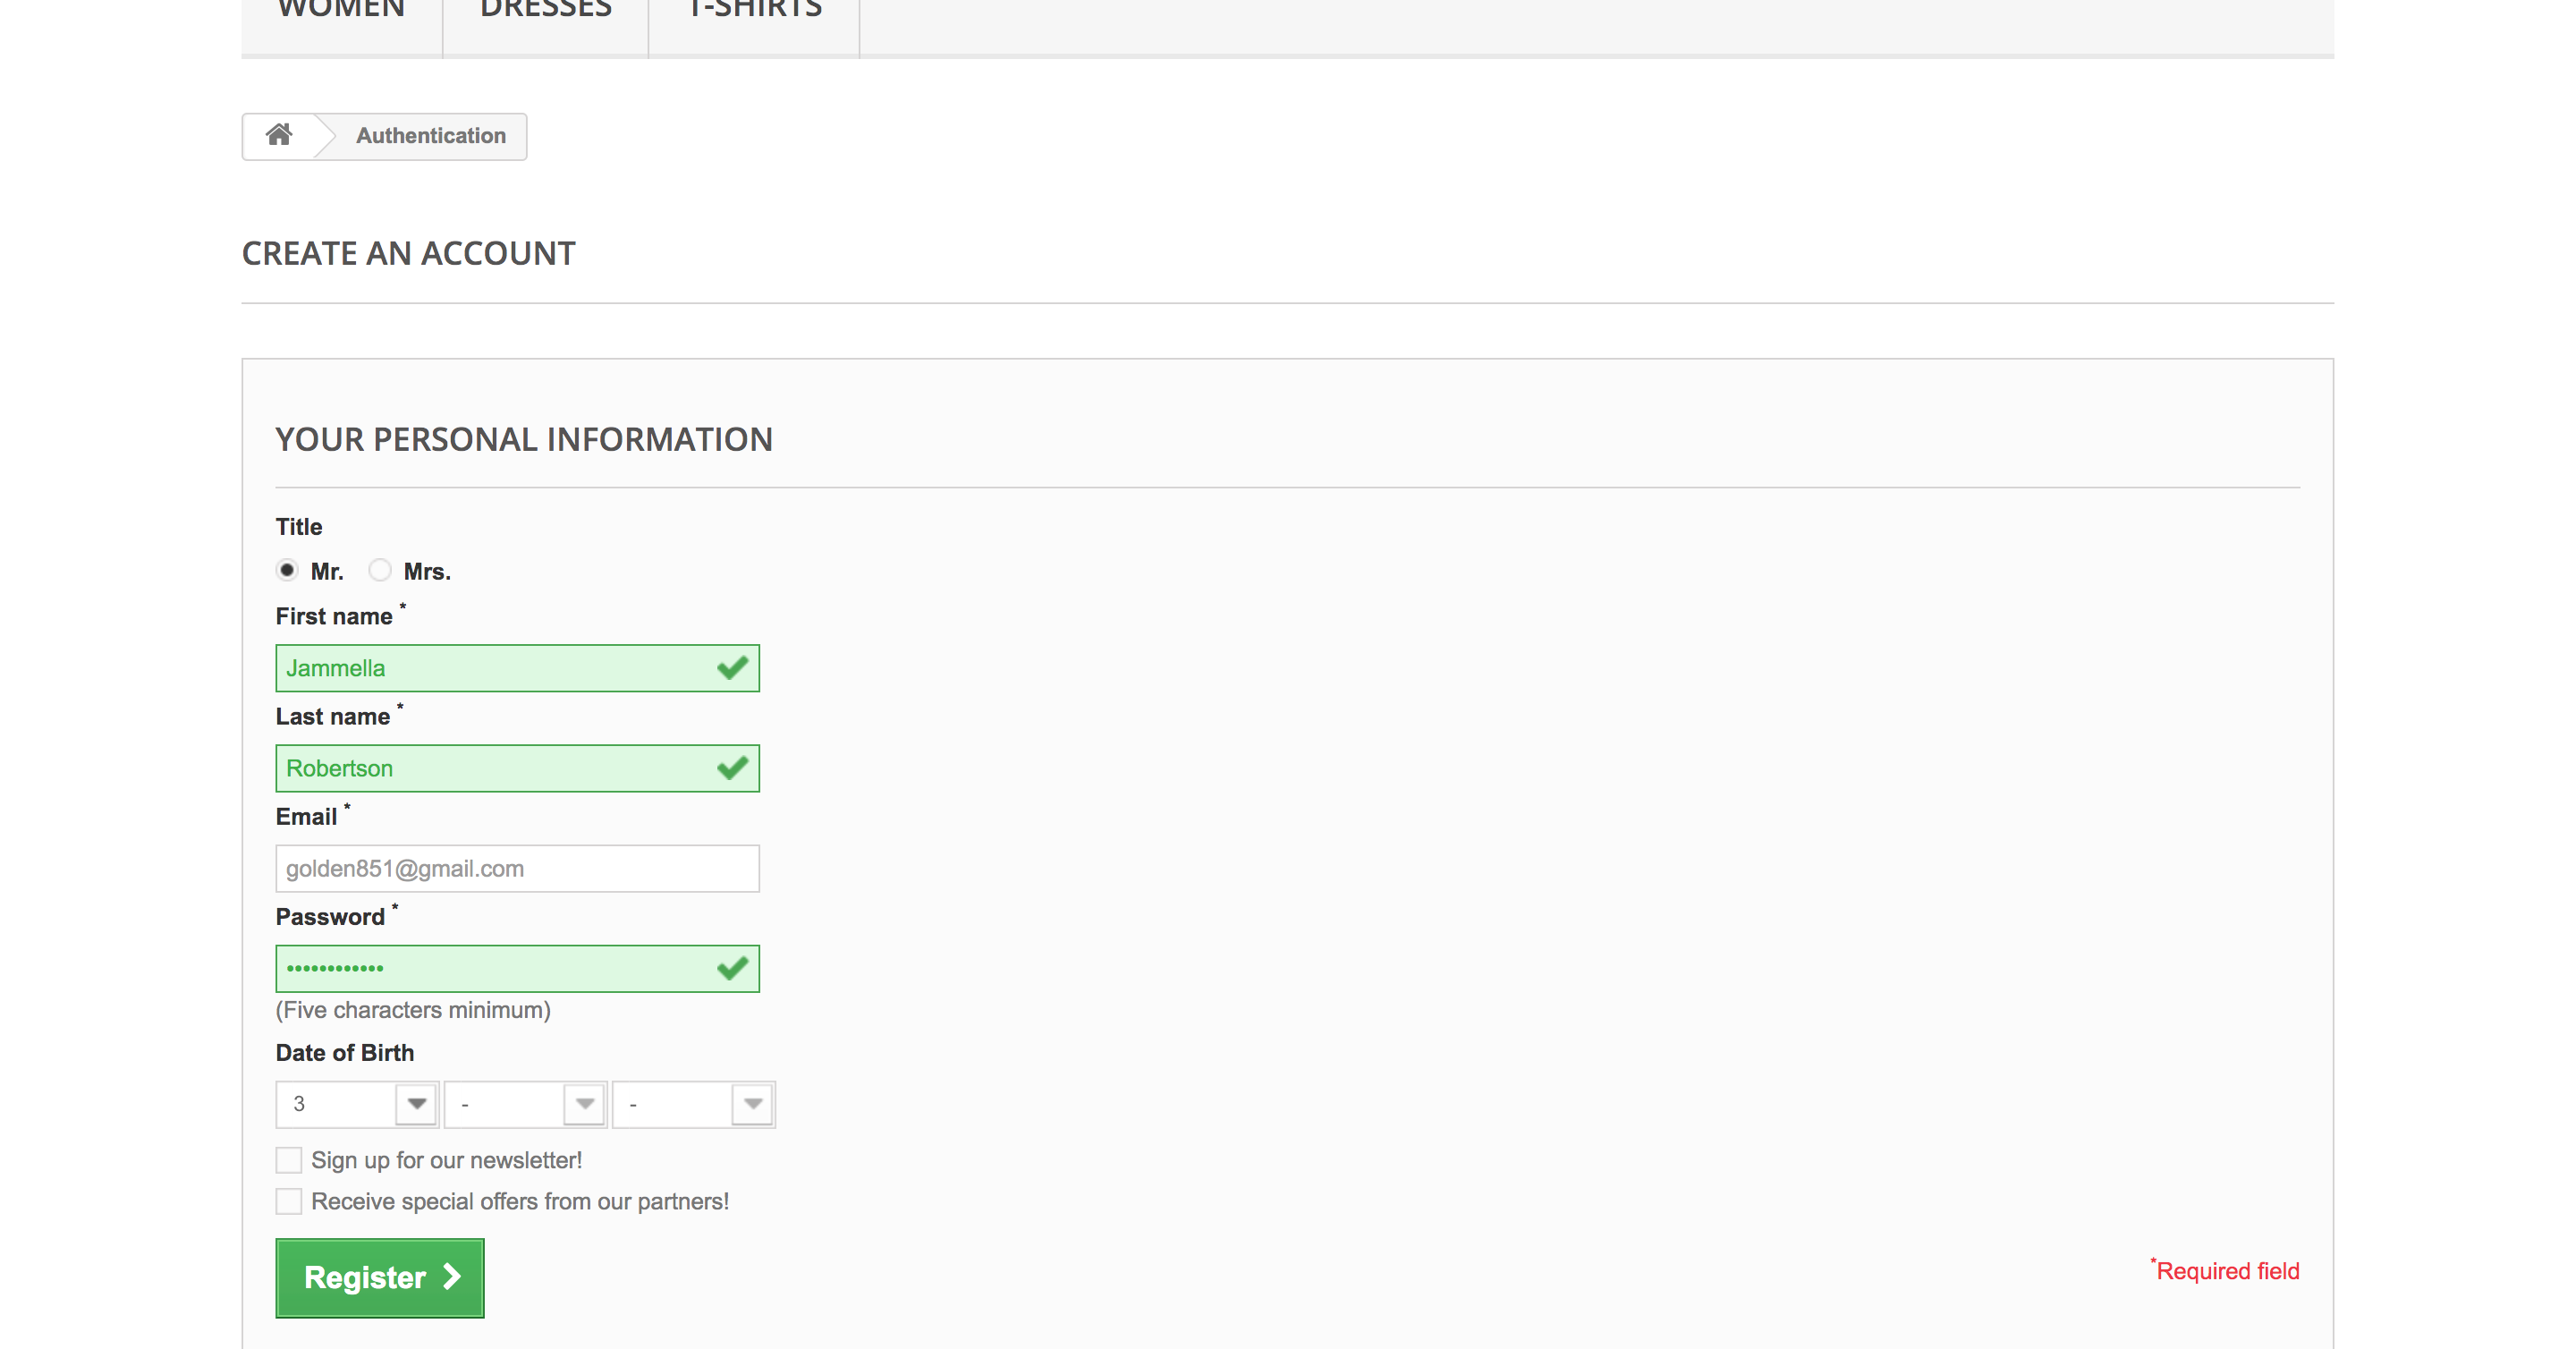 WOMEN DRESSES T-SHIRTS
Authentication
CREATE AN ACCOUNT
YOUR PERSONAL INFORMATION
Title
Mr. Mrs.
First name *
Jammella
Last name *
Robertson
Email *
golden851@gmail.com
Password *
••••••••••••
(Five characters minimum)
Date of Birth
3 - -
Sign up for our newsletter!
Receive special offers from our partners!
Register
*Required field